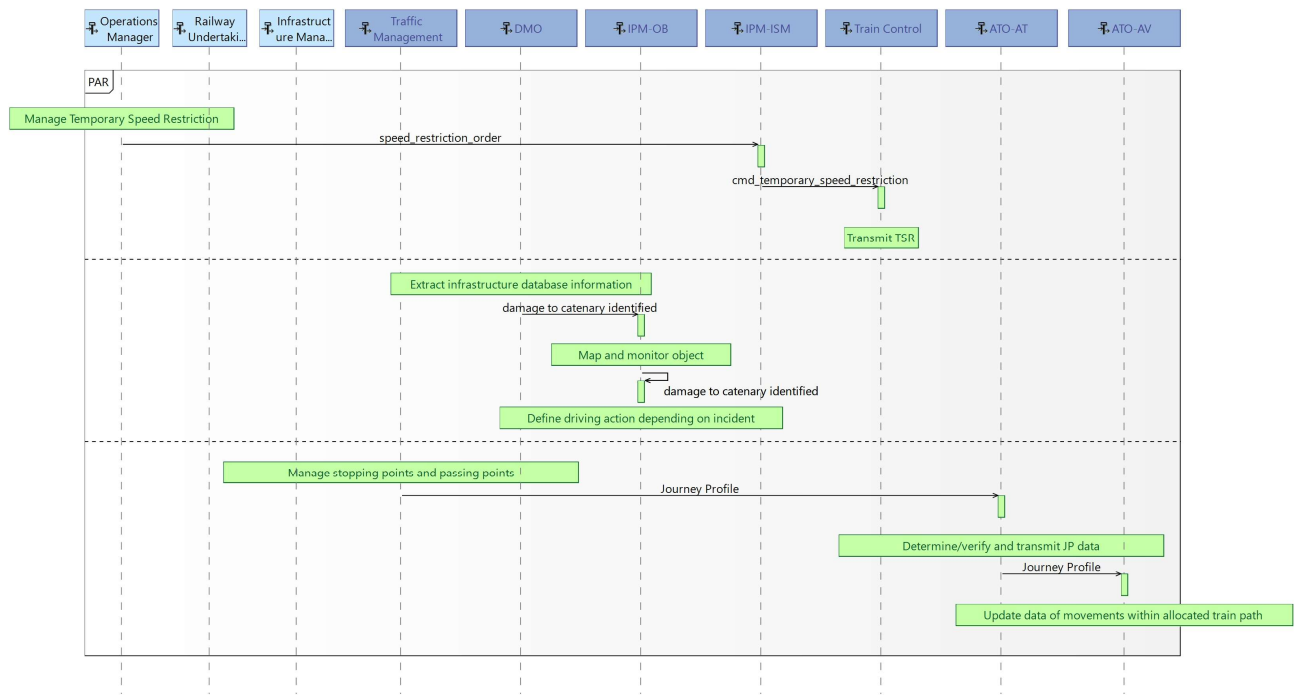 Operations
Manager
Railway
Undertaki...
Infrastruct
ure Mana...
Traffic
Management
DMO
IPM-OB
IPM-ISM
Train Control
ATO-AT
ATO-AV
PAR
Manage Temporary Speed Restriction
speed_restriction_order
cmd_temporary_speed_restriction
Transmit TSR
Extract infrastructure database information
damage to catenary identified
Map and monitor object
damage to catenary identified
Define driving action depending on incident
Manage stopping points and passing points
Journey Profile
Determine/verify and transmit JP data
Journey Profile
Update data of movements within allocated train path